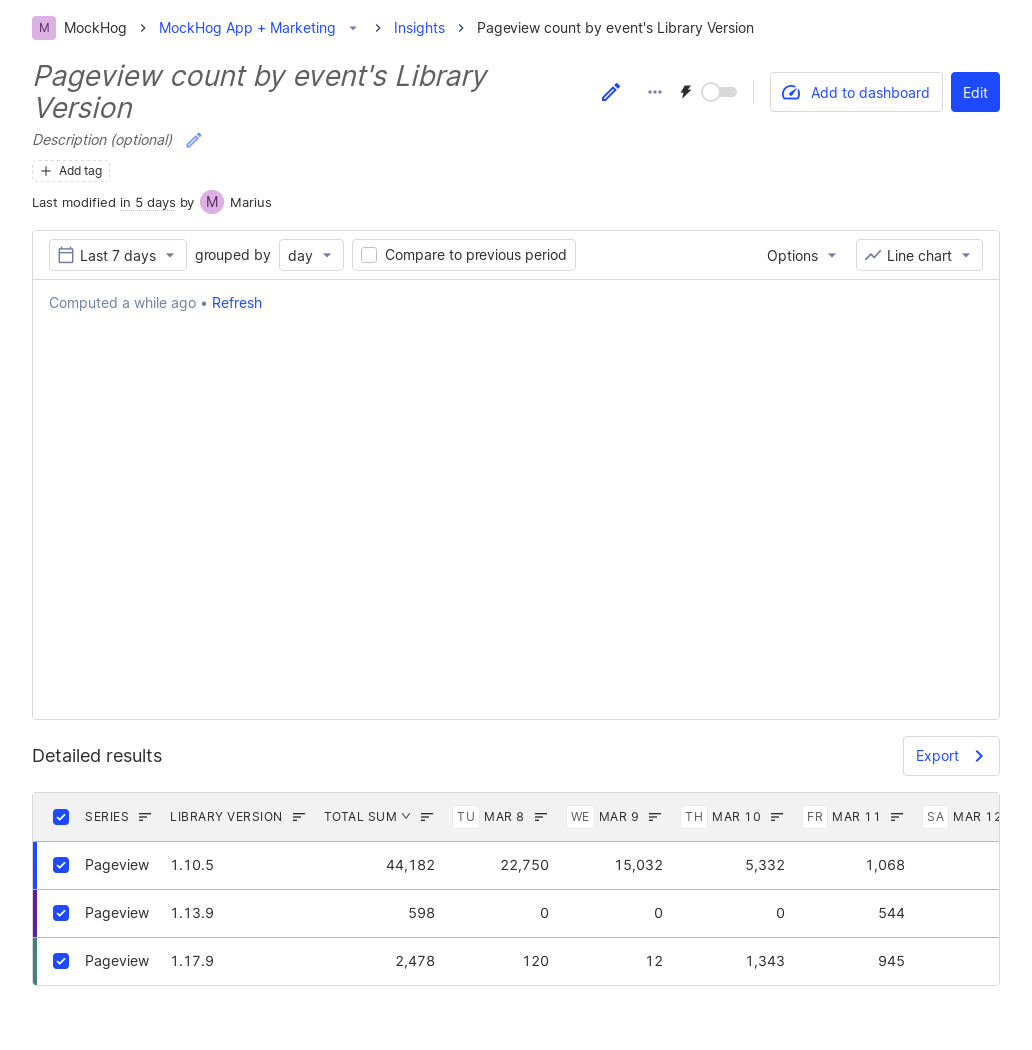 M MockHog MockHog App + Marketing Insights Pageview count by event's Library Version
Pageview count by event's Library
Version
Add to dashboard Edit
Description (optional)
Add tag
Last modified in 5 days by M Marius
Last 7 days grouped by day Compare to previous period Options Line chart
Computed a while ago • Refresh
Detailed results Export
SERIES LIBRARY VERSION TOTAL SUM TU MAR 8 WE MAR 9 TH MAR 10 FR MAR 11 SA MAR 12
Pageview 1.10.5 44,182 22,750 15,032 5,332 1,068
Pageview 1.13.9 598 0 0 0 544
Pageview 1.17.9 2,478 120 12 1,343 945